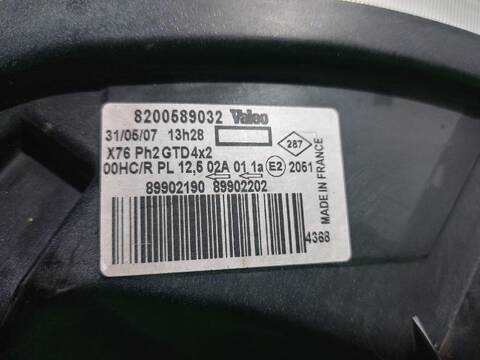 8200589032 Valeo
31/05/07 13h28
287
X76 Ph2 GTD4x2
00HC/R PL 12,5 02A 01 1a E2 2051
89902190 89902202
4368
MADE IN FRANCE